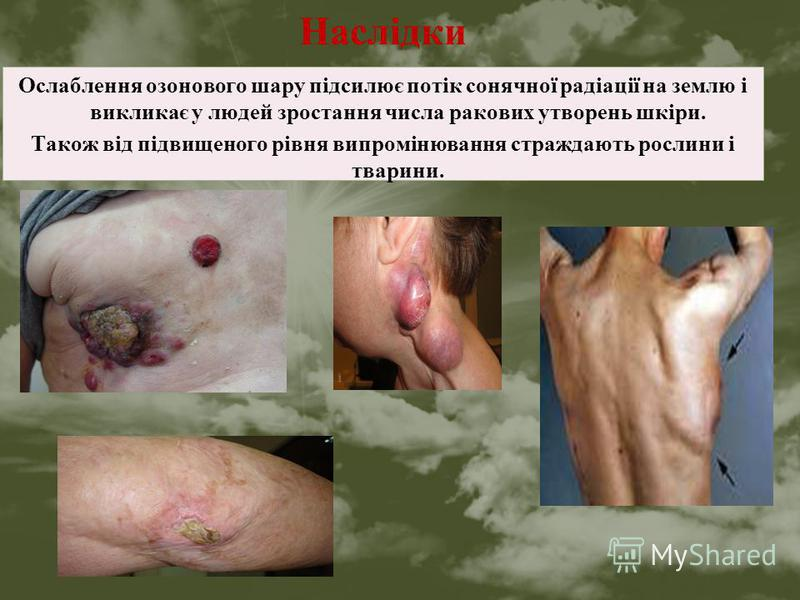 Наслідки
Ослаблення озонового шару підсилює потік сонячної радіації на землю і
викликає у людей зростання числа ракових утворень шкіри.
Також від підвищеного рівня випромінювання страждають рослини і
тварини.
MyShared